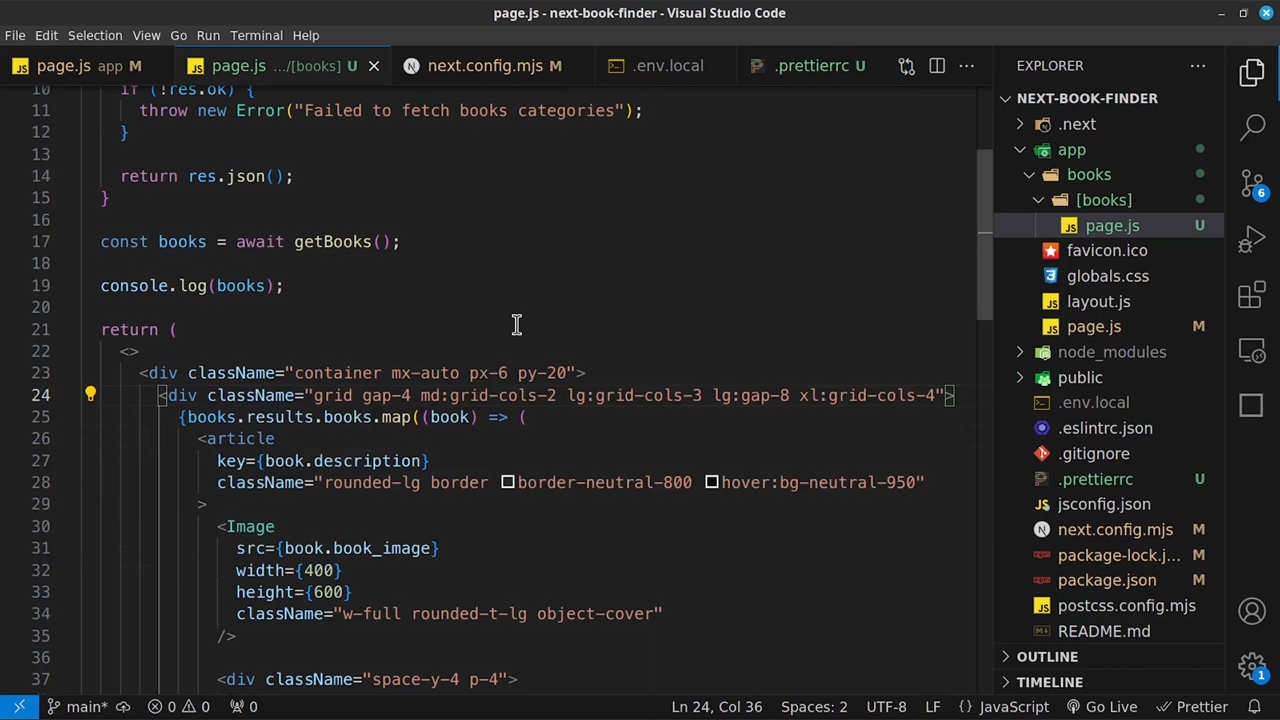 page.js - next-book-finder - Visual Studio Code
File Edit Selection View Go Run Terminal Help
page.js app M page.js .../[books] U next.config.mjs M .env.local .prettierrc U
10 if (!res.ok) {
11 throw new Error("Failed to fetch books categories");
12 }
13
14 return res.json();
15 }
16
17 const books = await getBooks();
18
19 console.log(books);
20
21 return (
22 <>
23 <div className="container mx-auto px-6 py-20">
24 <div className="grid gap-4 md:grid-cols-2 lg:grid-cols-3 lg:gap-8 xl:grid-cols-4">
25 {books.results.books.map((book) => (
26 <article
27 key={book.description}
28 className="rounded-lg border border-neutral-800 hover:bg-neutral-950"
29 >
30 <Image
31 src={book.book_image}
32 width={400}
33 height={600}
34 className="w-full rounded-t-lg object-cover"
35 />
36
37 <div className="space-y-4 p-4">
EXPLORER
NEXT-BOOK-FINDER
.next
app
books
[books]
page.js U
favicon.ico
globals.css
layout.js
page.js M
node_modules
public
.env.local
.eslintrc.json
.gitignore
.prettierrc U
jsconfig.json
next.config.mjs M
package-lock.j... M
package.json M
postcss.config.mjs
README.md
OUTLINE
TIMELINE
6
1
main* 0 0 0 Ln 24, Col 36 Spaces: 2 UTF-8 LF {} JavaScript Go Live Prettier